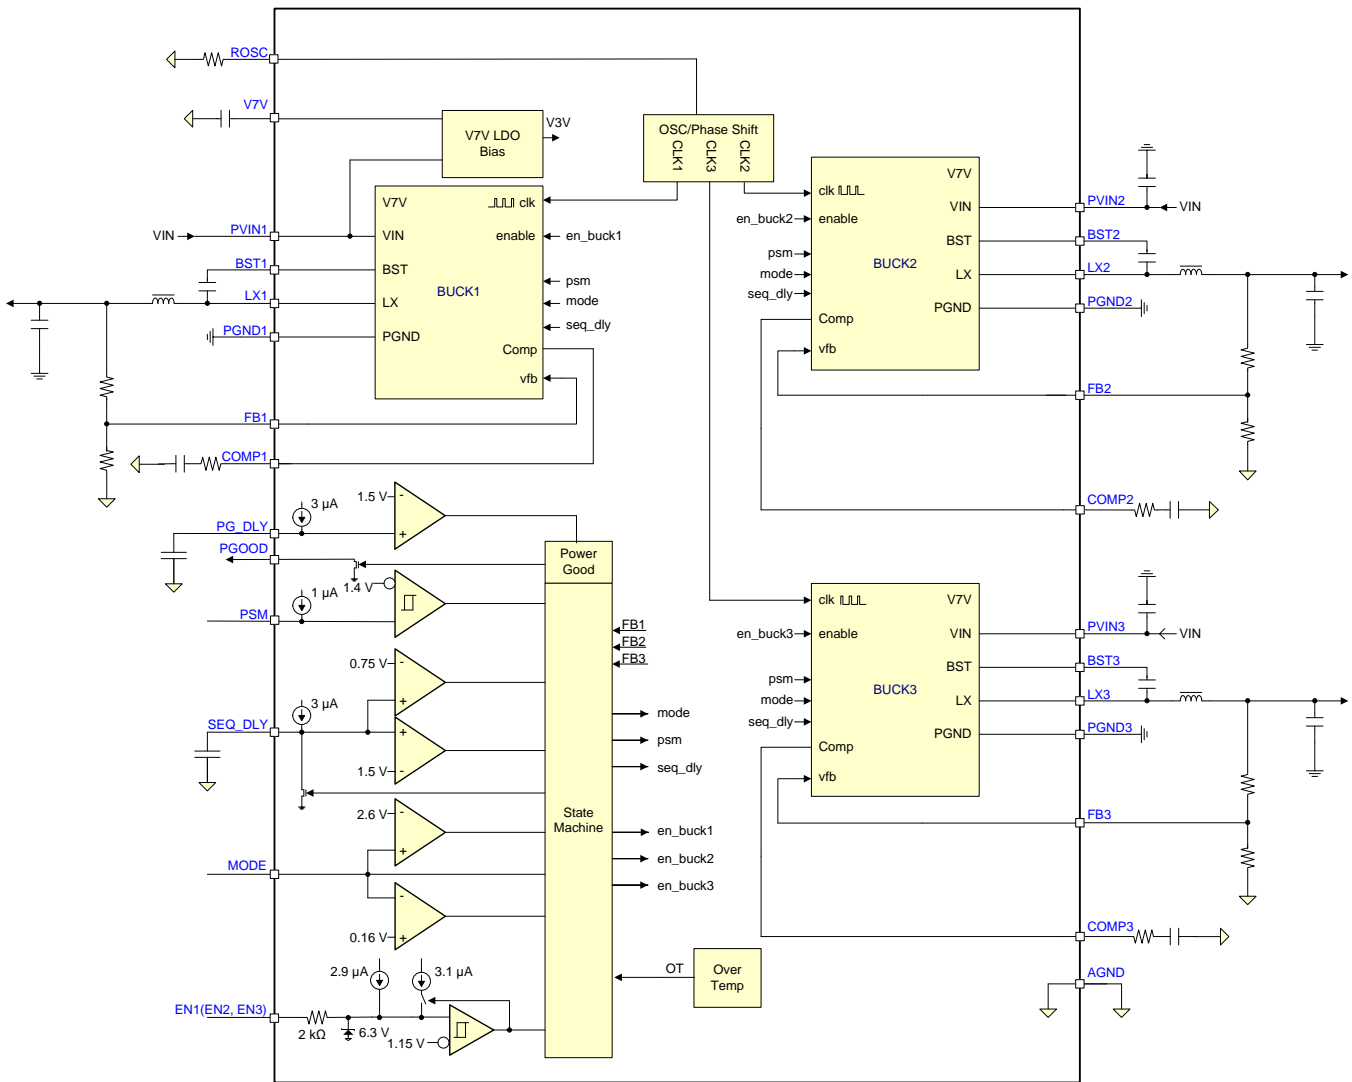 ROSC
V7V
V7V LDO
Bias
V3V
OSC/Phase Shift
CLK1
CLK3
CLK2
V7V
clk
VIN
enable
en_buck1
BST
BUCK1
psm
LX
mode
PGND
seq_dly
Comp
vfb
VIN
PVIN1
BST1
LX1
PGND1
FB1
COMP1
V7V
clk
VIN
en_buck2
enable
BST
psm
BUCK2
mode
LX
seq_dly
PGND
Comp
vfb
PVIN2
VIN
BST2
LX2
PGND2
FB2
COMP2
1.5 V
-
+
3 µA
PG_DLY
PGOOD
Power
Good
1.4 V
1 µA
PSM
FB1
FB2
FB3
0.75 V
-
+
3 µA
SEQ_DLY
+
-
1.5 V
mode
psm
seq_dly
2.6 V
-
+
State
Machine
en_buck1
en_buck2
en_buck3
MODE
-
+
0.16 V
OT
Over
Temp
2.9 µA
3.1 µA
EN1(EN2, EN3)
2 kΩ
6.3 V
1.15 V
clk
V7V
en_buck3
enable
VIN
BST
psm
BUCK3
mode
LX
seq_dly
PGND
Comp
vfb
PVIN3
VIN
BST3
LX3
PGND3
FB3
COMP3
AGND